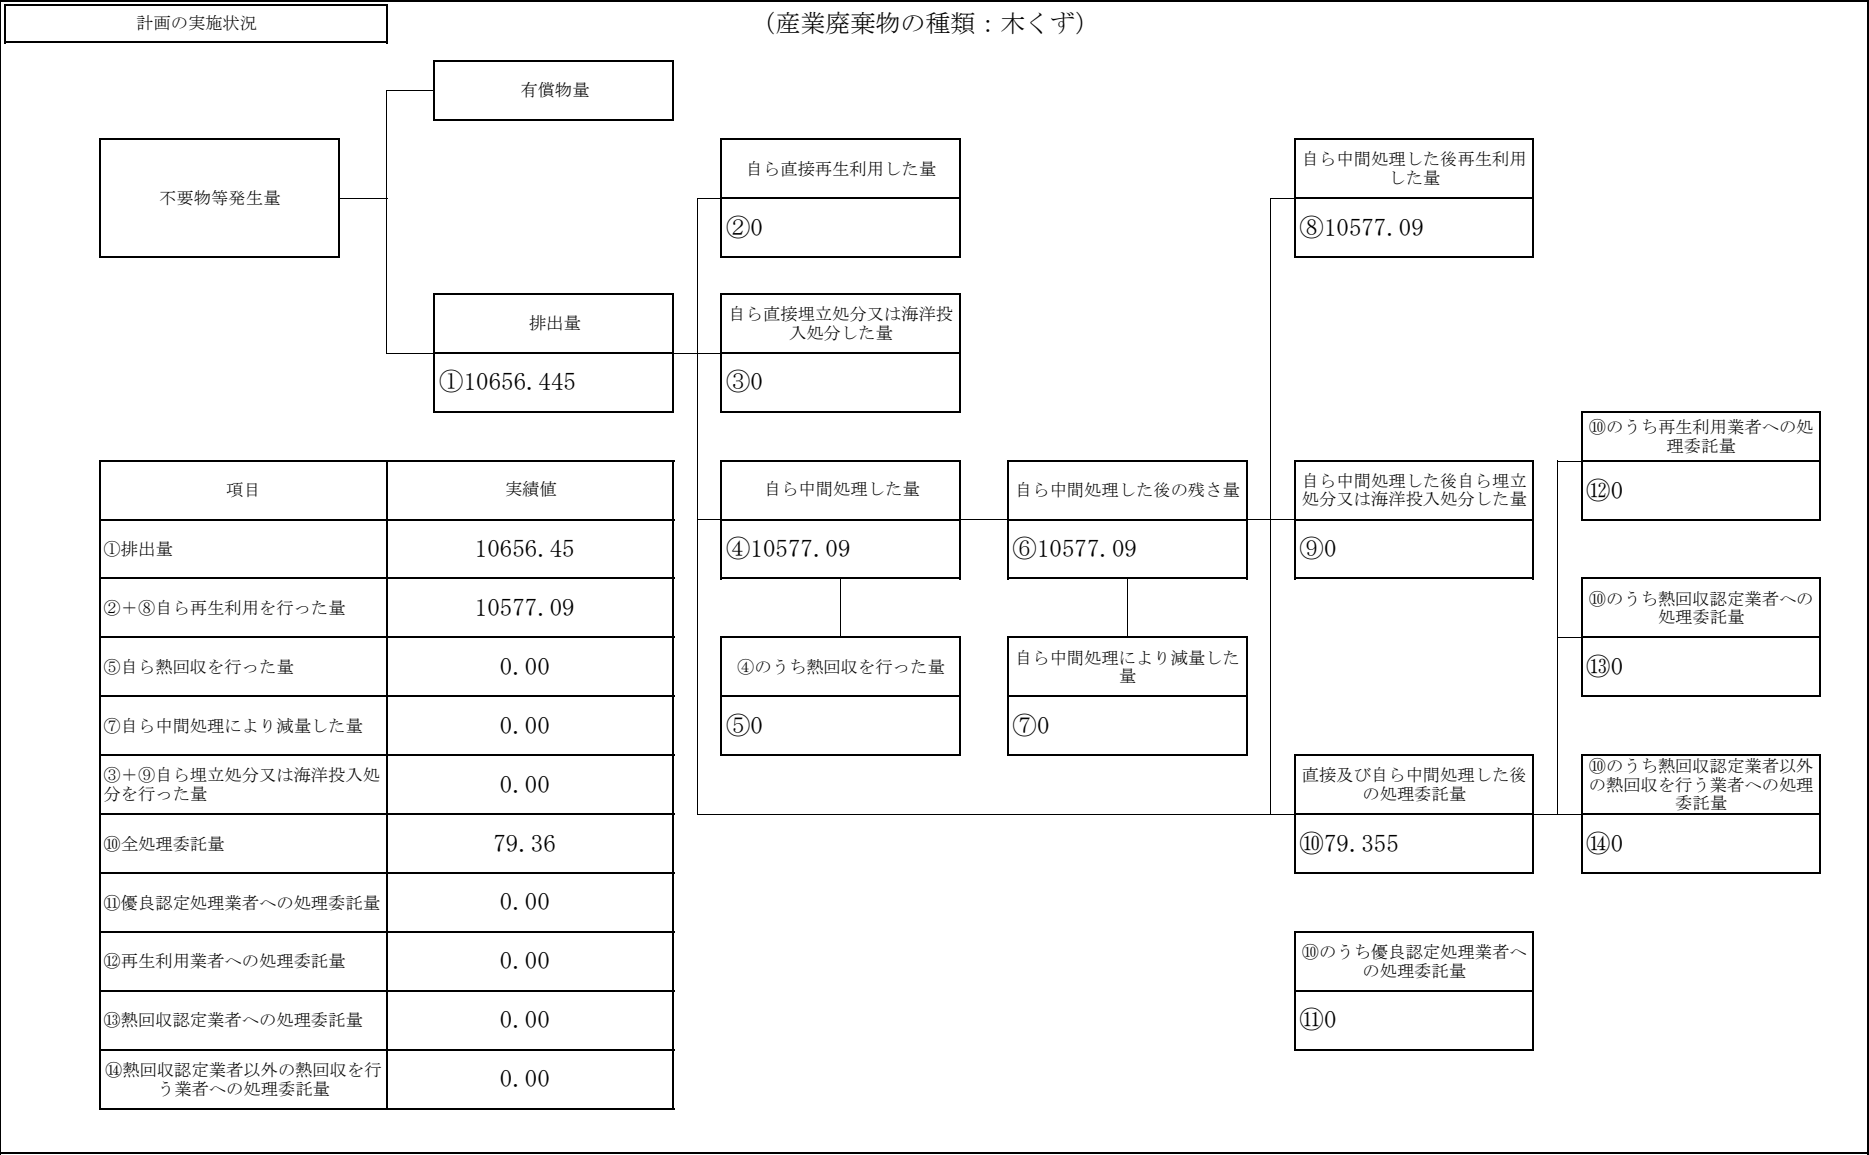 計画の実施状況
（産業廃棄物の種類：木くず）
有償物量
不要物等発生量
自ら直接再生利用した量
②0
自ら中間処理した後再生利用
した量
⑧10577.09
排出量
①10656.445
自ら直接埋立処分又は海洋投
入処分した量
③0
⑩のうち再生利用業者への処
理委託量
⑫0
自ら中間処理した量
④10577.09
自ら中間処理した後の残さ量
⑥10577.09
自ら中間処理した後自ら埋立
処分又は海洋投入処分した量
⑨0
⑩のうち熱回収認定業者への
処理委託量
⑬0
④のうち熱回収を行った量
⑤0
自ら中間処理により減量した
量
⑦0
直接及び自ら中間処理した後
の処理委託量
⑩79.355
⑩のうち熱回収認定業者以外
の熱回収を行う業者への処理
委託量
⑭0
⑩のうち優良認定処理業者へ
の処理委託量
⑪0
項目 実績値
①排出量 10656.45
②＋⑧自ら再生利用を行った量 10577.09
⑤自ら熱回収を行った量 0.00
⑦自ら中間処理により減量した量 0.00
③＋⑨自ら埋立処分又は海洋投入処
分を行った量 0.00
⑩全処理委託量 79.36
⑪優良認定処理業者への処理委託量 0.00
⑫再生利用業者への処理委託量 0.00
⑬熱回収認定業者への処理委託量 0.00
⑭熱回収認定業者以外の熱回収を行
う業者への処理委託量 0.00